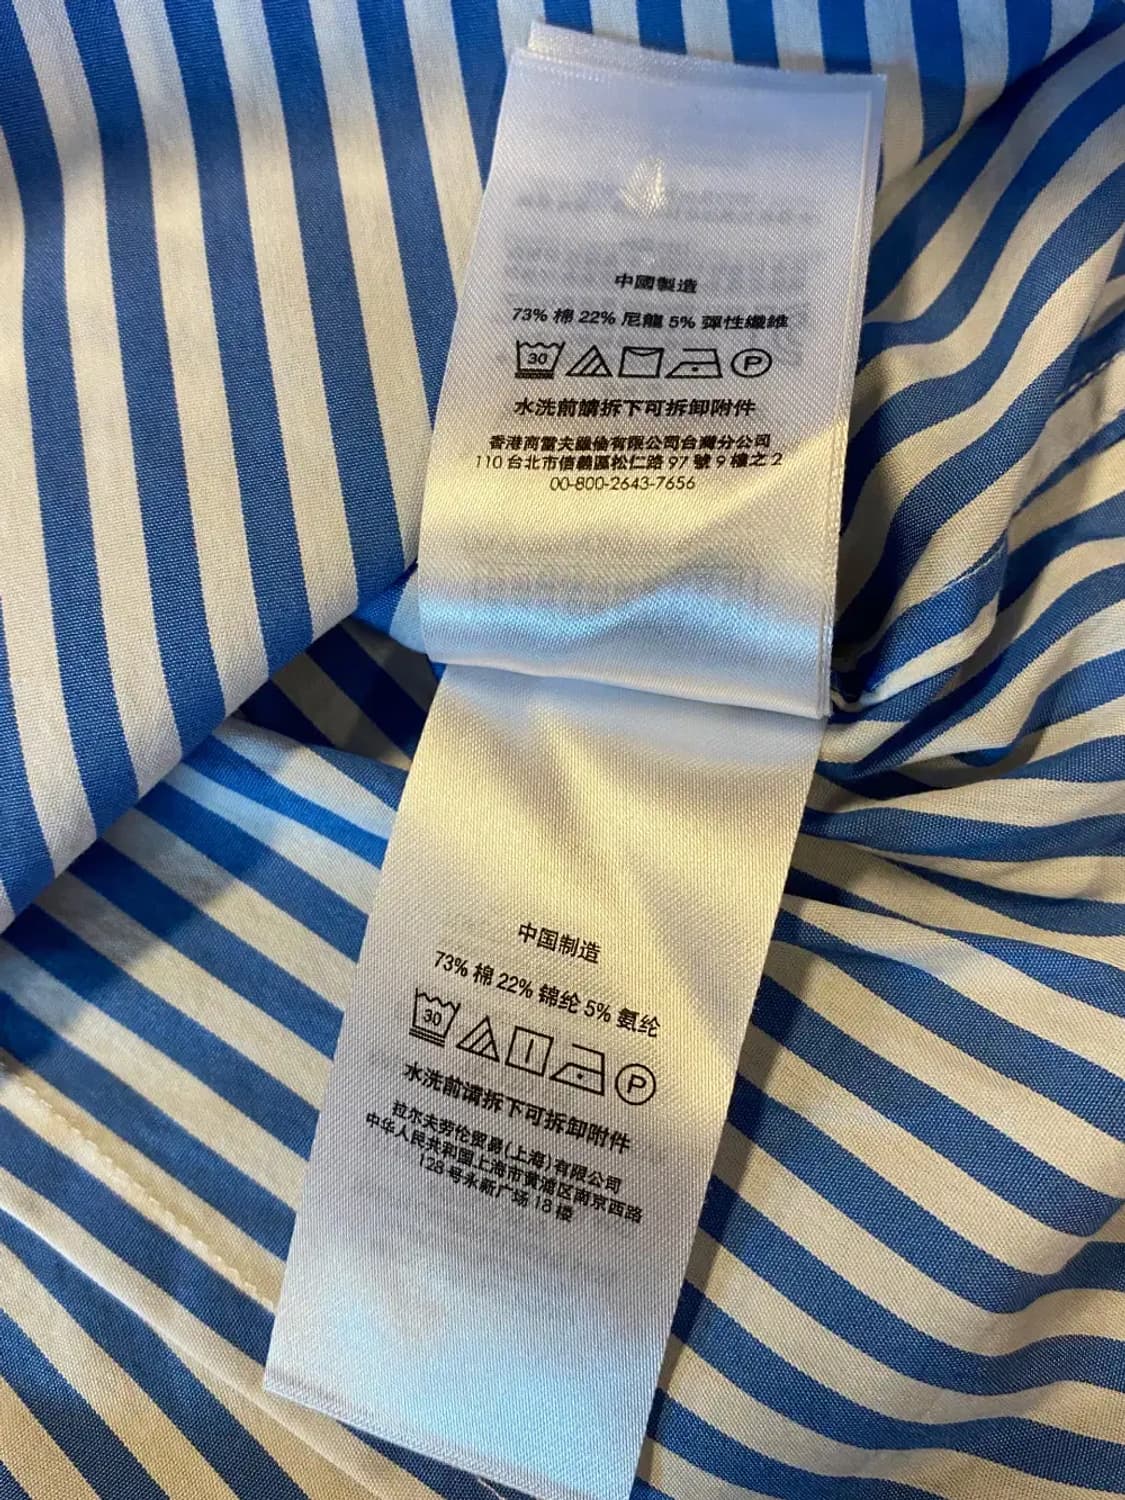 中國製造
73% 棉 22% 尼龍 5% 彈性纖維
30
P
水洗前請拆下可拆卸附件
香港商雷夫羅倫有限公司台灣分公司
110 台北市信義區松仁路 97 號 9 樓之 2
00-800-2643-7656
中国制造
73% 棉 22% 锦纶 5% 氨纶
30
P
水洗前请拆下可拆卸附件
拉尔夫劳伦贸易(上海)有限公司
中华人民共和国上海市黄浦区南京西路
128 号永新广场 18 楼